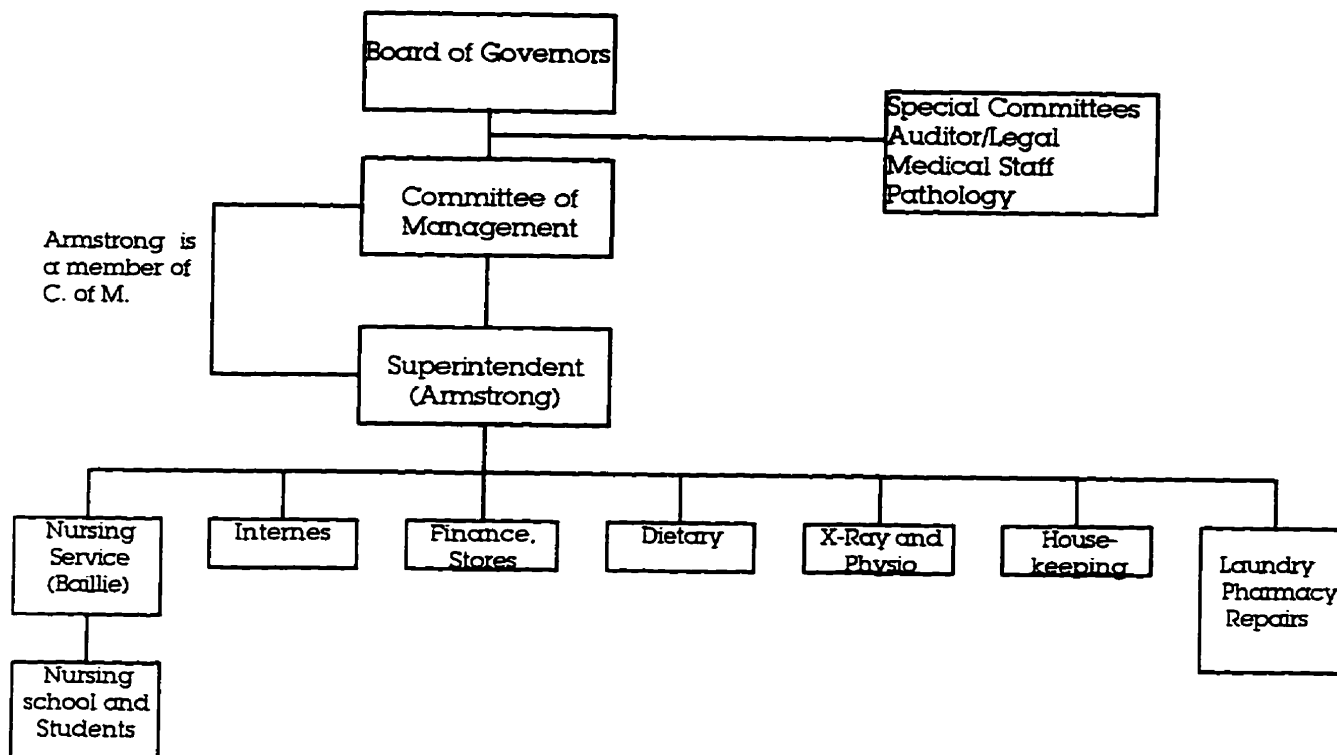 Board of Governors
Special Committees
Auditor/Legal
Medical Staff
Pathology
Committee of
Management
Armstrong is
a member of
C. of M.
Superintendent
(Armstrong)
Nursing
Service
(Baillie)
Internes
Finance,
Stores
Dietary
X-Ray and
Physio
House-
keeping
Laundry
Pharmacy
Repairs
Nursing
school and
Students